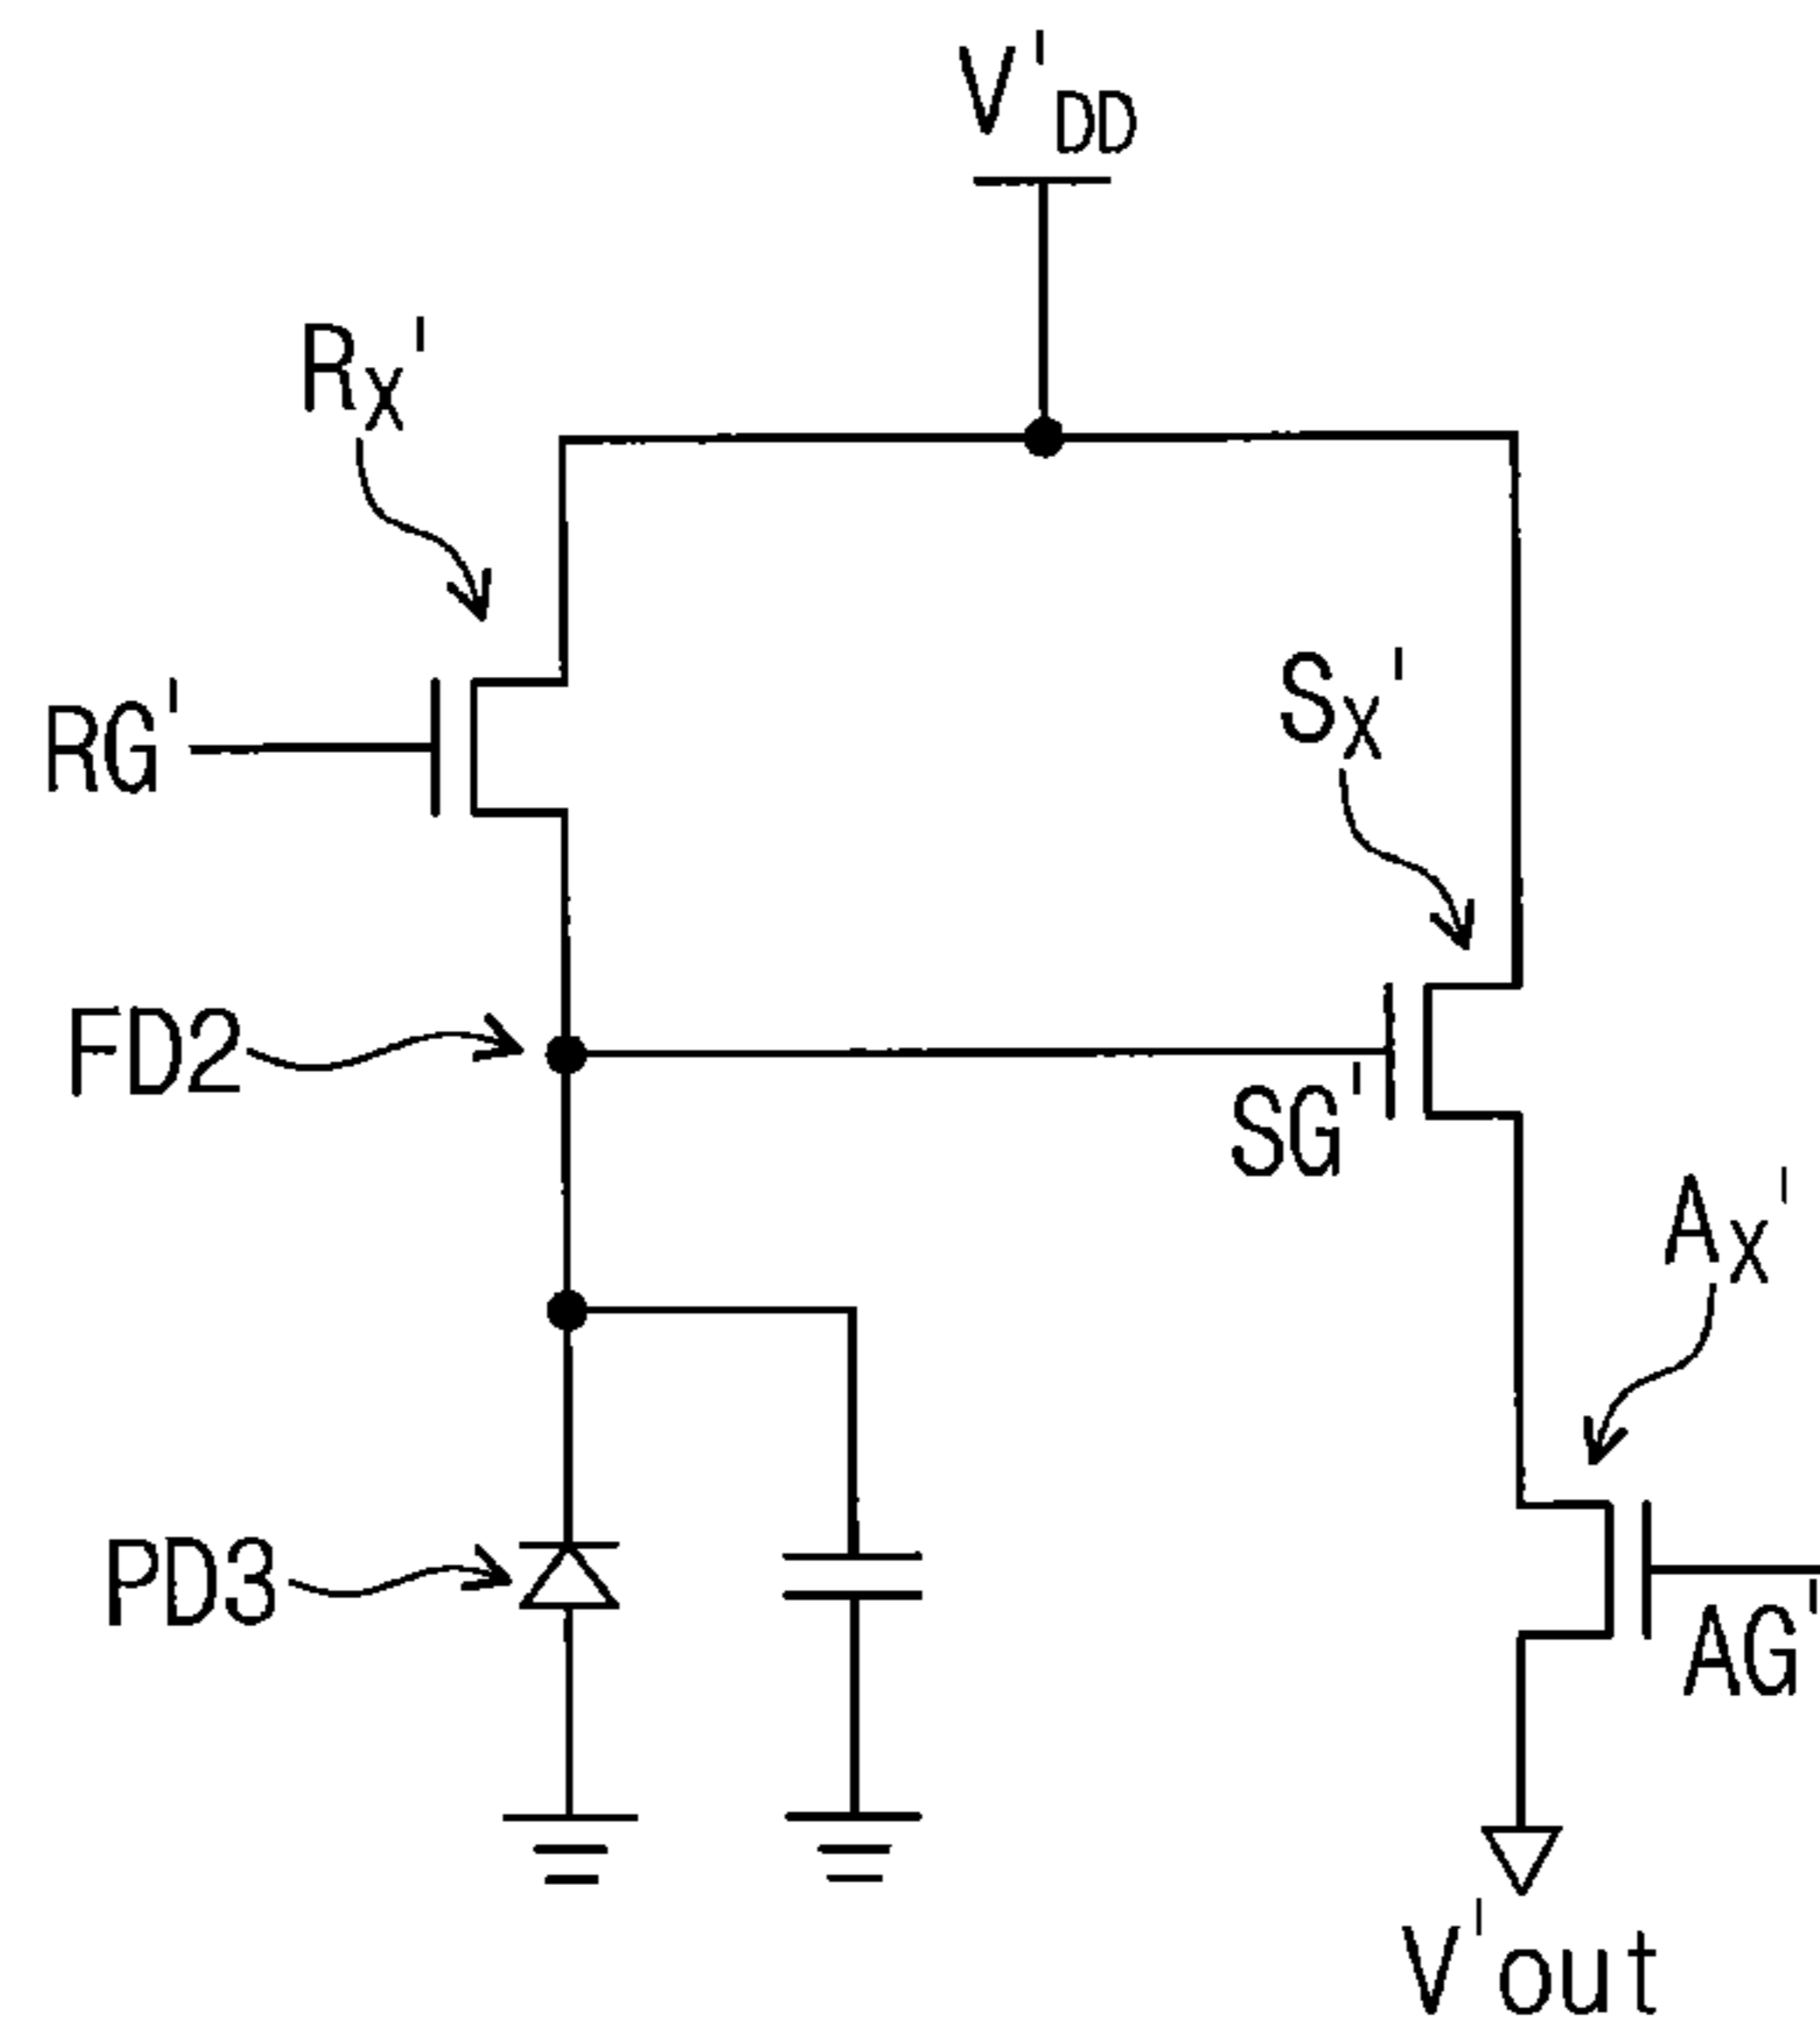 V'DD
RX'
SX'
RG'
FD2
SG'
AX'
PD3
AG'
V'out